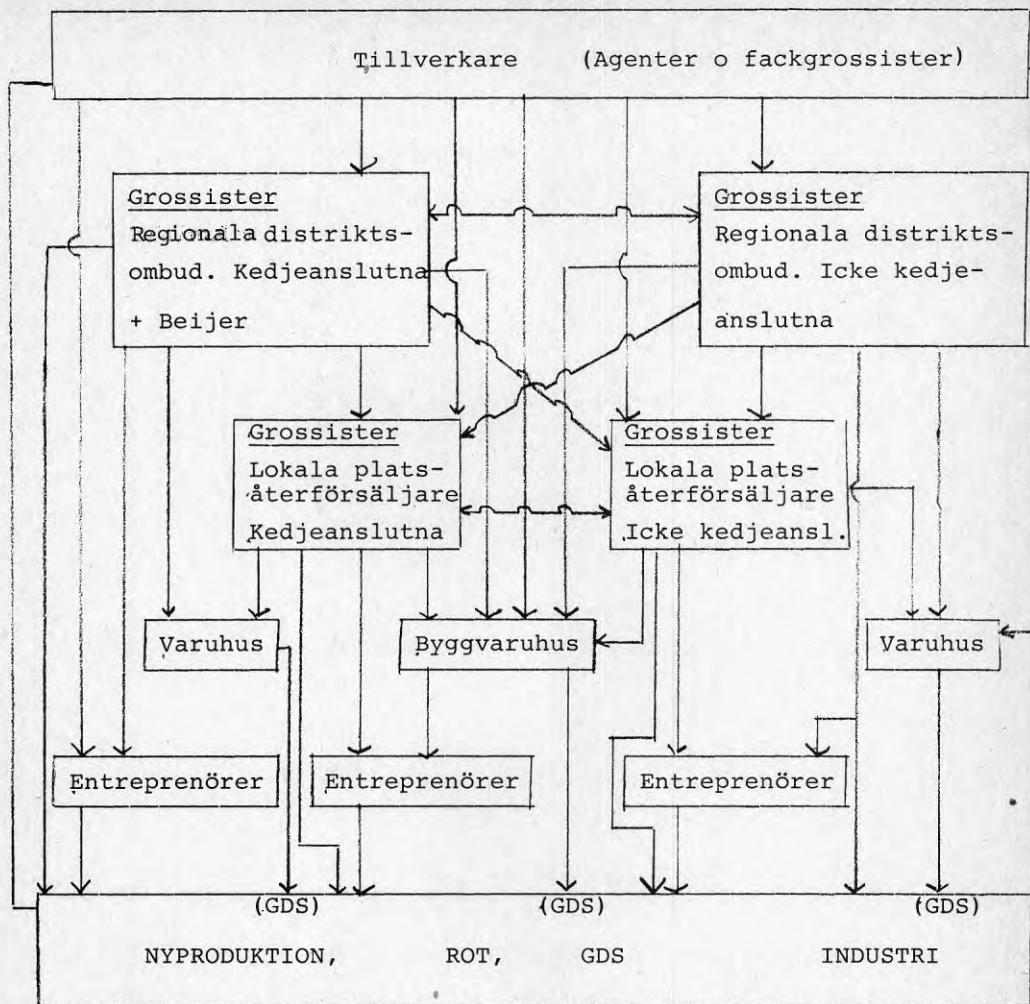 Tillverkare (Agenter o fackgrossister)
Grossister
Regionala distrikts-
ombud. Kedjeanslutna
+ Beijer
Grossister
Regionala distrikts-
ombud. Icke kedje-
anslutna
Grossister
Lokala plats-
återförsäljare
Kedjeanslutna
Grossister
Lokala plats-
återförsäljare
Icke kedjeansl.
Varuhus
Byggvaruhus
Varuhus
Entreprenörer
Entreprenörer
Entreprenörer
(GDS) (GDS) (GDS)
NYPRODUKTION, ROT, GDS INDUSTRI